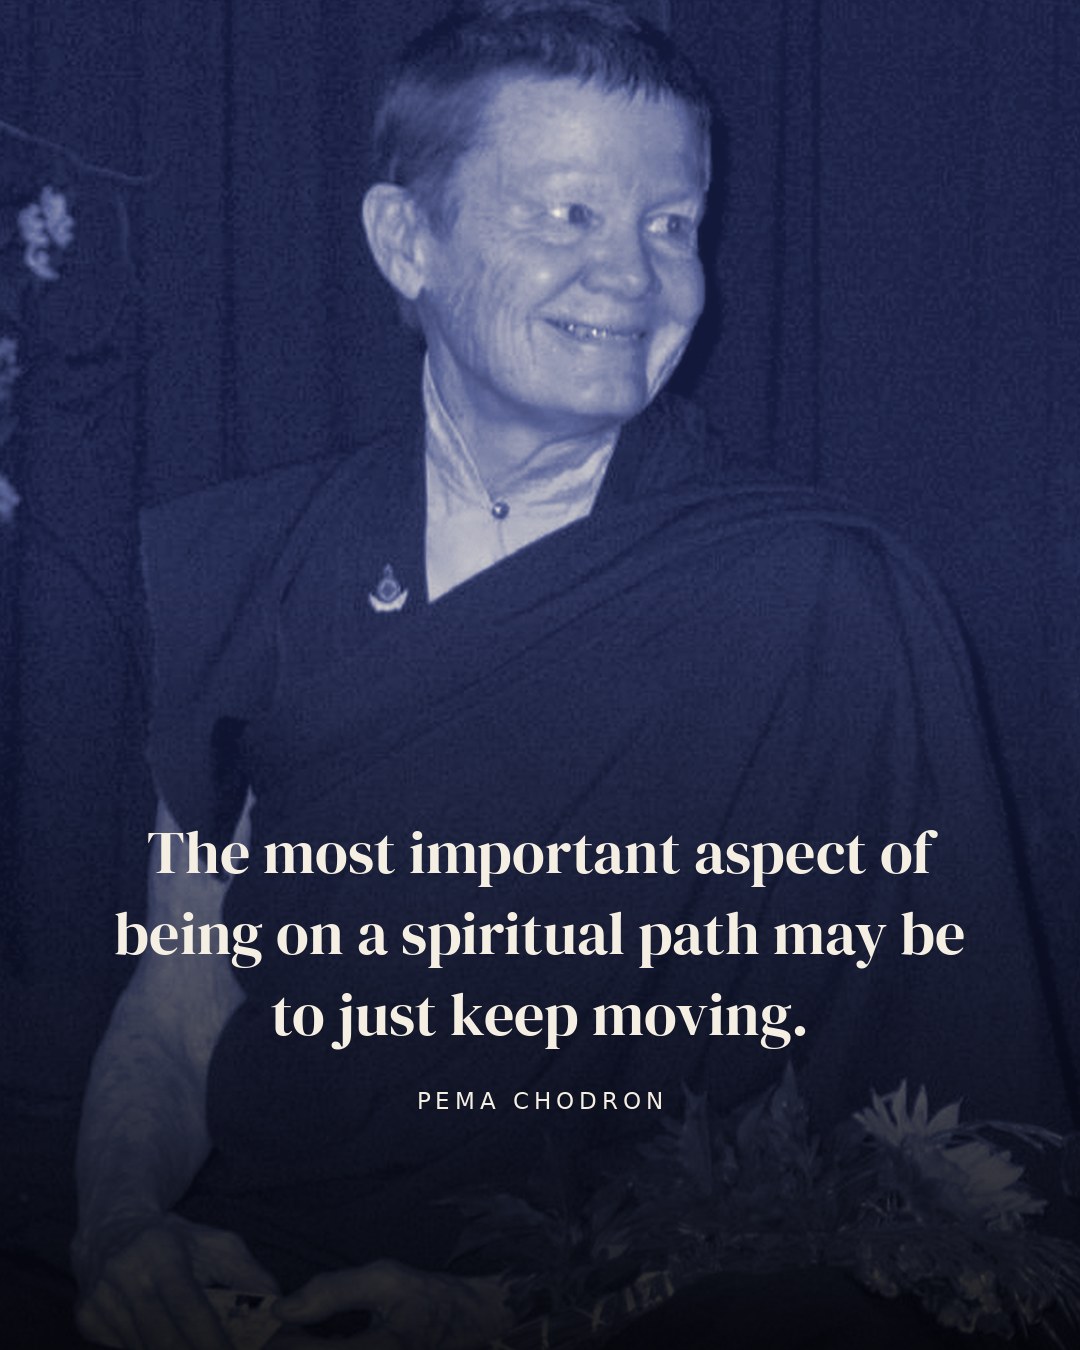 The most important aspect of
being on a spiritual path may be
to just keep moving.
PEMA CHODRON